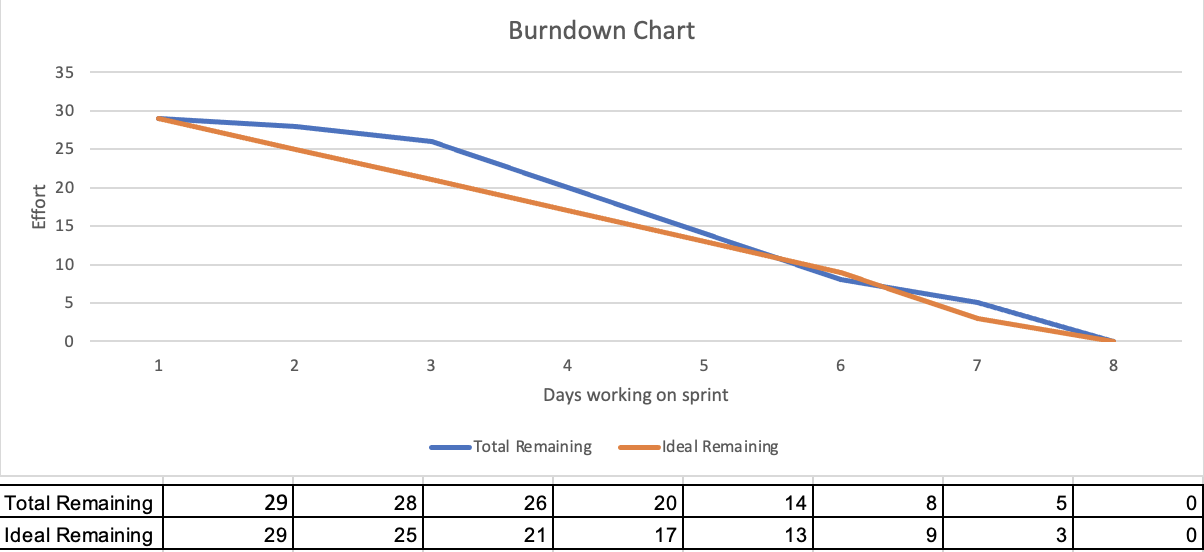 Burndown Chart
35
30
25
20
15
10
5
0
Effort
1 2 3 4 5 6 7 8
Days working on sprint
Total Remaining Ideal Remaining
Total Remaining 29 28 26 20 14 8 5 0
Ideal Remaining 29 25 21 17 13 9 3 0